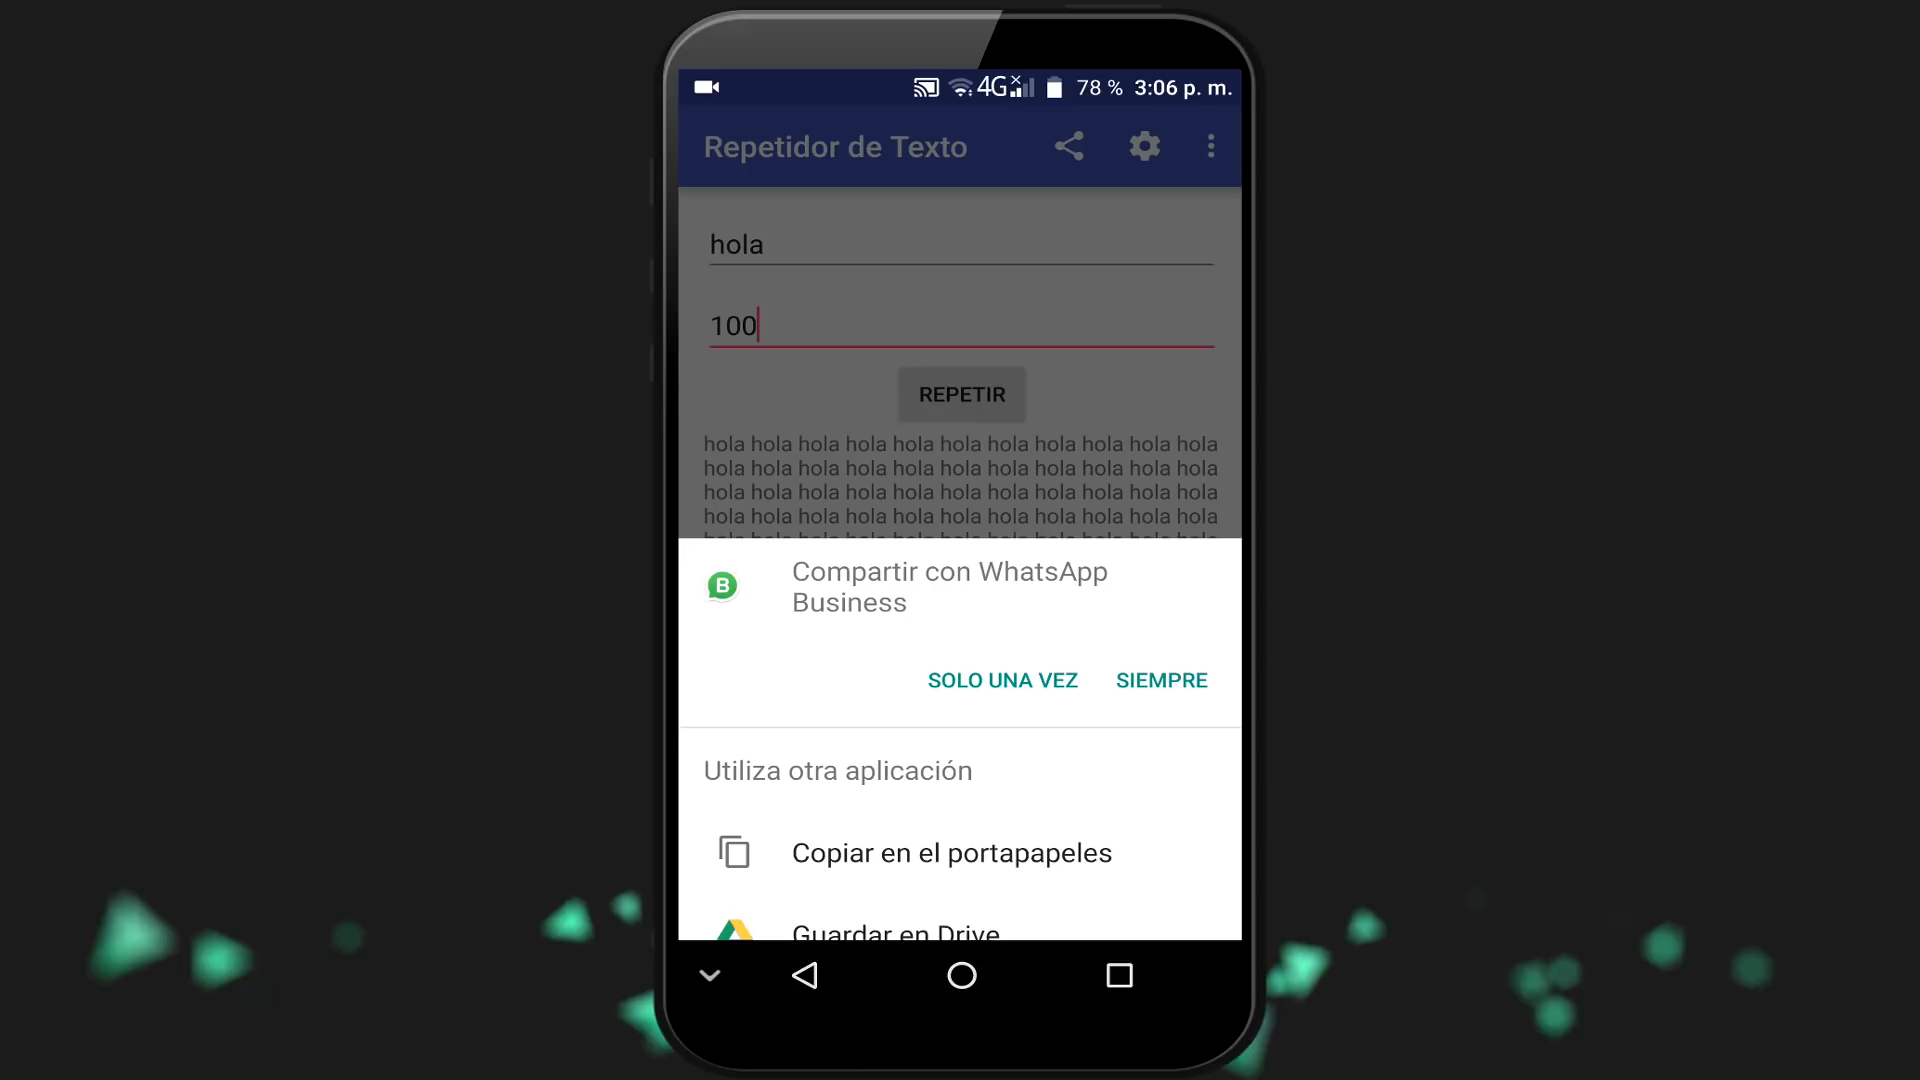 4G 78 % 3:06 p. m.
Repetidor de Texto
hola
100
REPETIR
hola hola hola hola hola hola hola hola hola hola hola
hola hola hola hola hola hola hola hola hola hola hola
hola hola hola hola hola hola hola hola hola hola hola
hola hola hola hola hola hola hola hola hola hola hola
B
Compartir con WhatsApp
Business
SOLO UNA VEZ SIEMPRE
Utiliza otra aplicación
Copiar en el portapapeles
Guardar en Drive